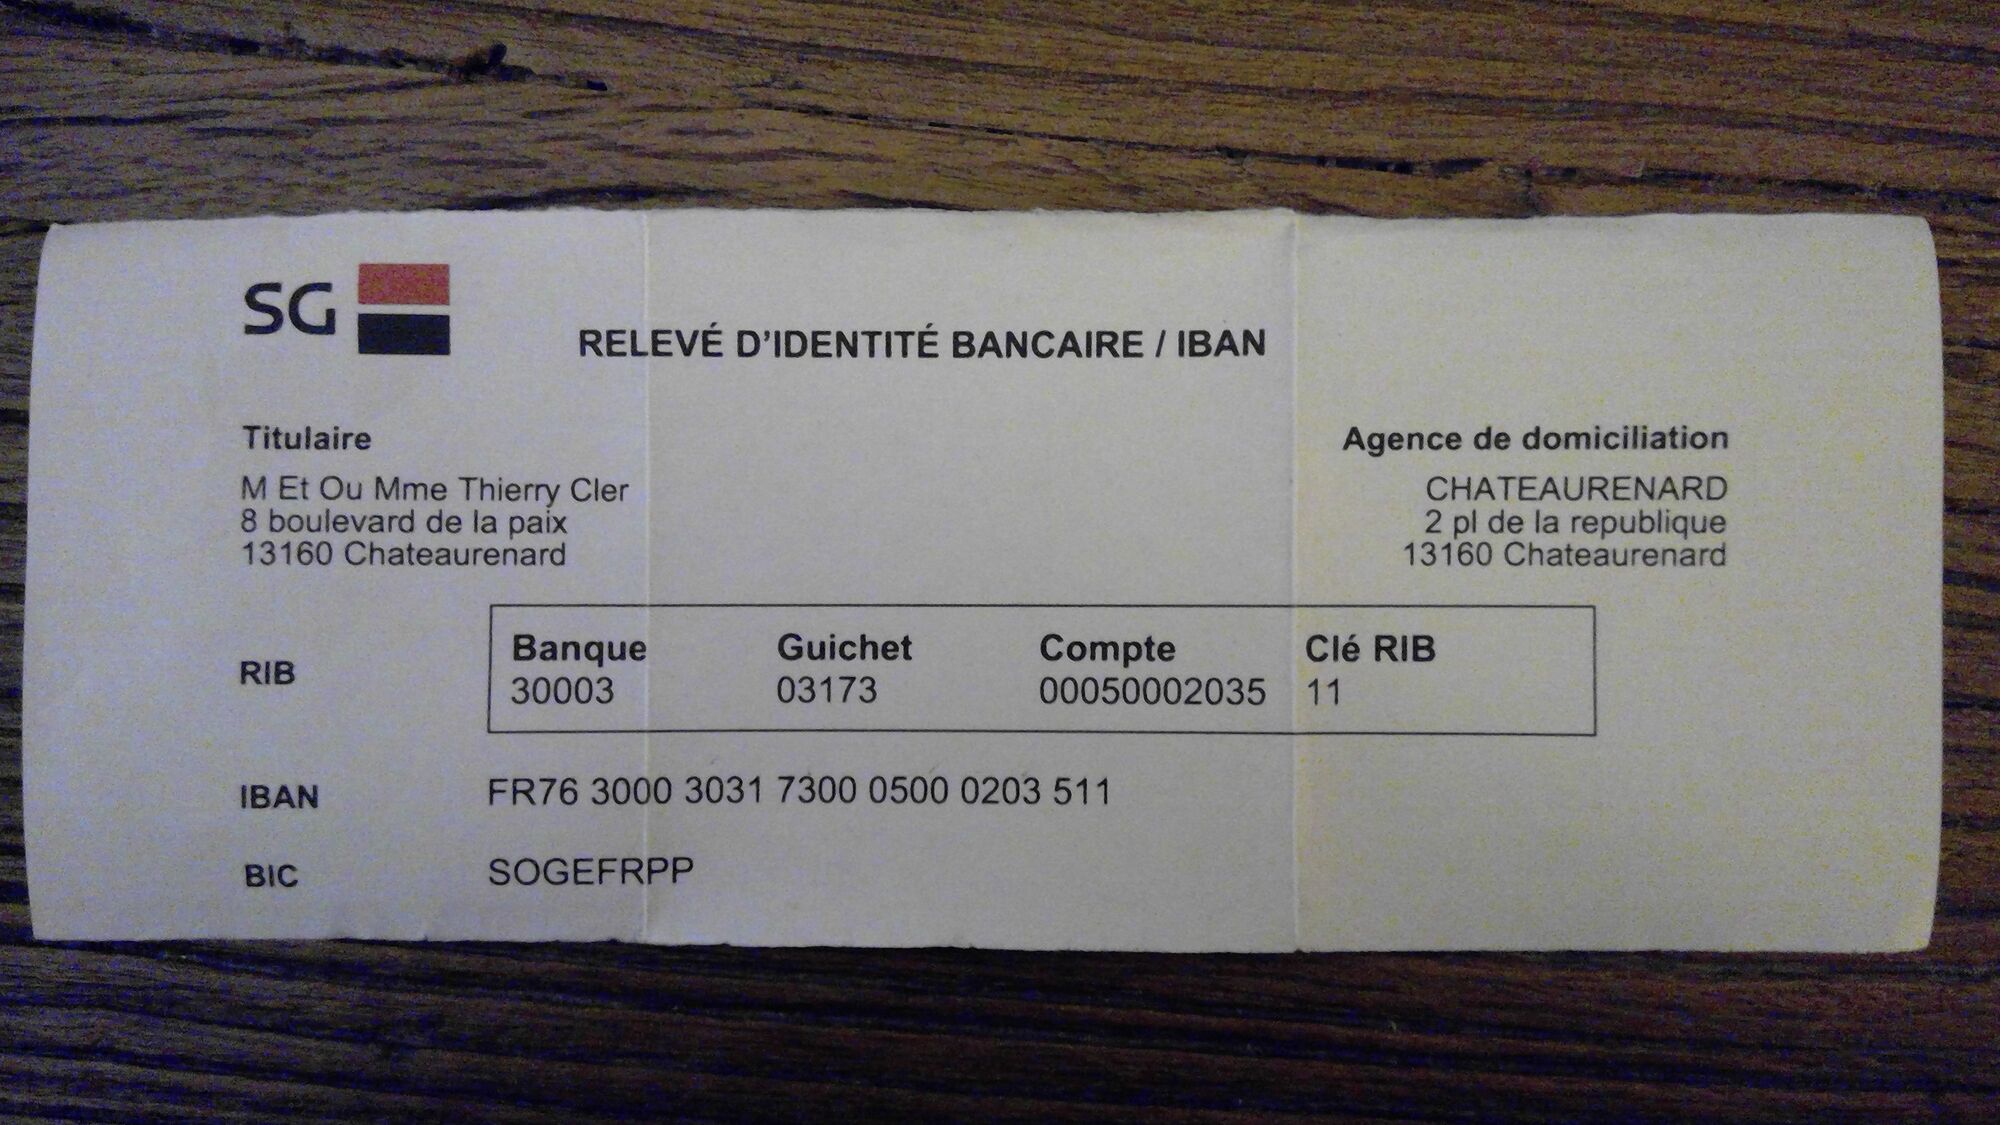 SG
RELEVÉ D'IDENTITÉ BANCAIRE / IBAN
Titulaire
M Et Ou Mme Thierry Cler
8 boulevard de la paix
13160 Chateaurenard
Agence de domiciliation
CHATEAURENARD
2 pl de la republique
13160 Chateaurenard
RIB
Banque Guichet Compte Clé RIB
30003 03173 00050002035 11
IBAN FR76 3000 3031 7300 0500 0203 511
BIC SOGEFRPP